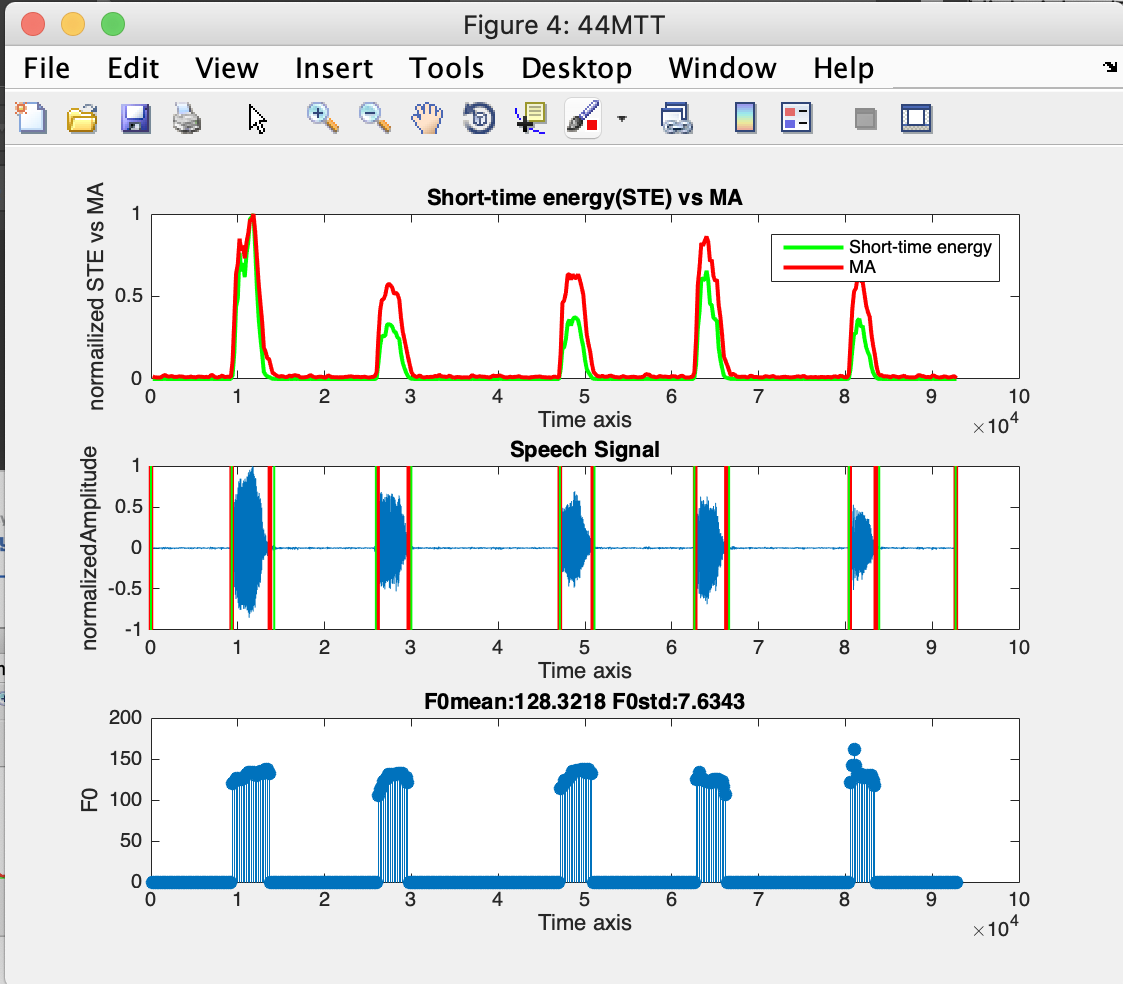 Figure 4: 44MTT
File Edit View Insert Tools Desktop Window Help
Short-time energy(STE) vs MA
normailized STE vs MA
1
0.5
0
Short-time energy
MA
0 1 2 3 4 5 6 7 8 9 10
Time axis
×10⁴
Speech Signal
normalizedAmplitude
1
0.5
0
-0.5
-1
0 1 2 3 4 5 6 7 8 9 10
Time axis
F0mean:128.3218 F0std:7.6343
F0
200
150
100
50
0
0 1 2 3 4 5 6 7 8 9 10
Time axis
×10⁴